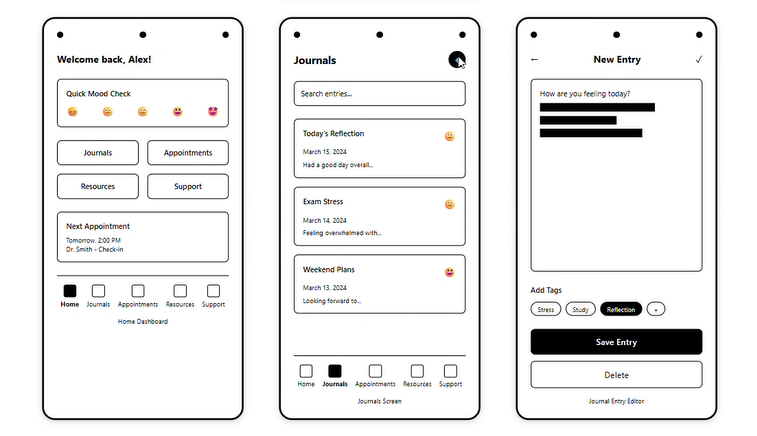 Welcome back, Alex!
Quick Mood Check
Journals
Appointments
Resources
Support
Next Appointment
Tomorrow, 2:00 PM
Dr. Smith - Check-in
Home
Journals
Appointments
Resources
Support
Home Dashboard
Journals
Search entries...
Today's Reflection
March 15, 2024
Had a good day overall...
Exam Stress
March 14, 2024
Feeling overwhelmed with...
Weekend Plans
March 13, 2024
Looking forward to...
Home
Journals
Appointments
Resources
Support
Journals Screen
← New Entry ✓
How are you feeling today?
Add Tags
Stress
Study
Reflection
+
Save Entry
Delete
Journal Entry Editor